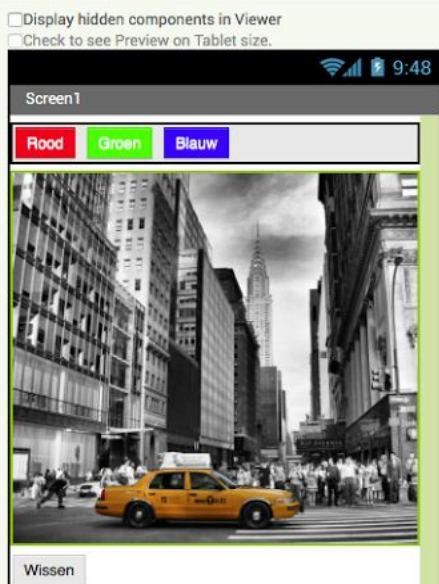 Display hidden components in Viewer
Check to see Preview on Tablet size.
9:48
Screen1
Rood Groen Blauw
Wissen